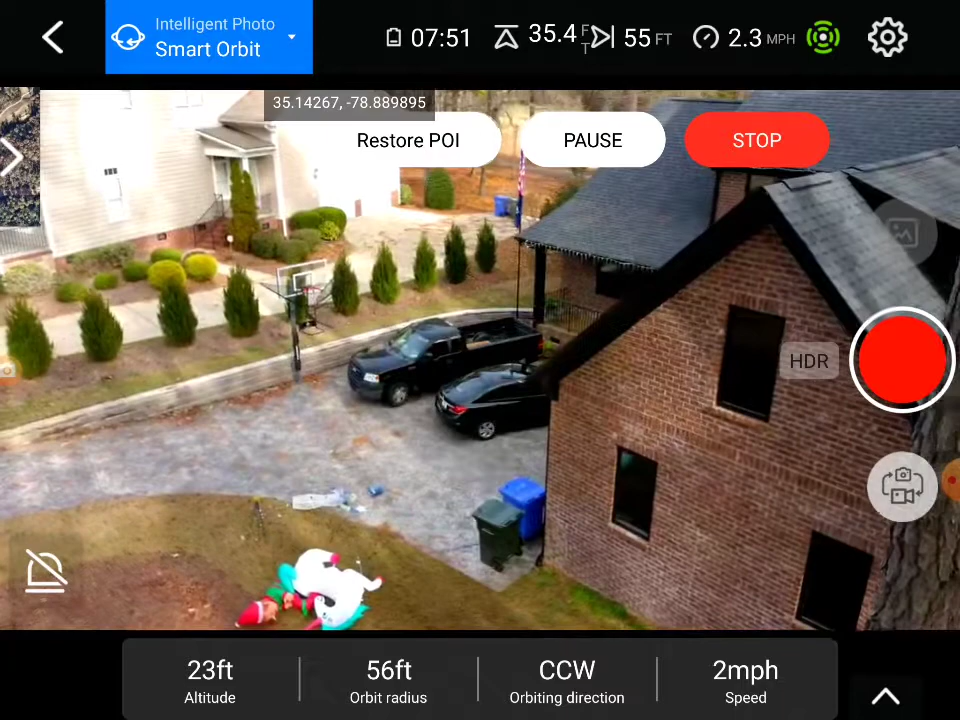 Intelligent Photo
Smart Orbit
07:51
35.4 FT
55 FT
2.3 MPH
35.14267, -78.889895
Restore POI
PAUSE
STOP
HDR
23ft
56ft
CCW
2mph
Altitude
Orbit radius
Orbiting direction
Speed